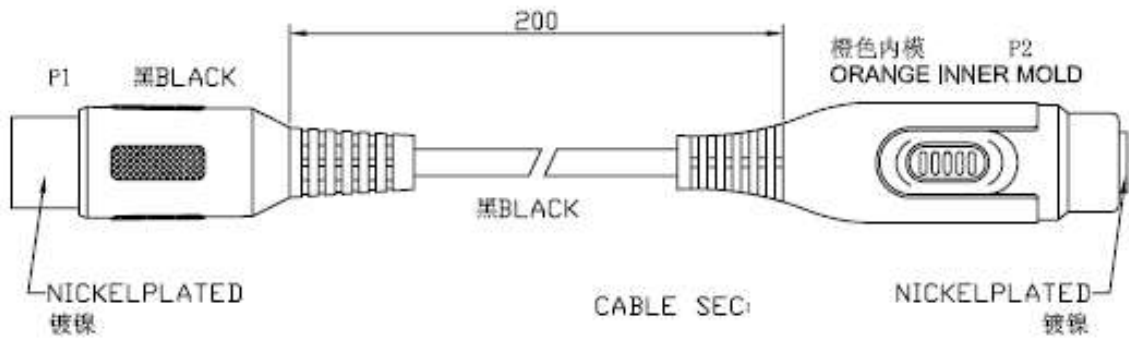 200
P1
黑BLACK
橙色内模
P2
ORANGE INNER MOLD
黑BLACK
NICKELPLATED
镀镍
CABLE SEC:
NICKELPLATED
镀镍